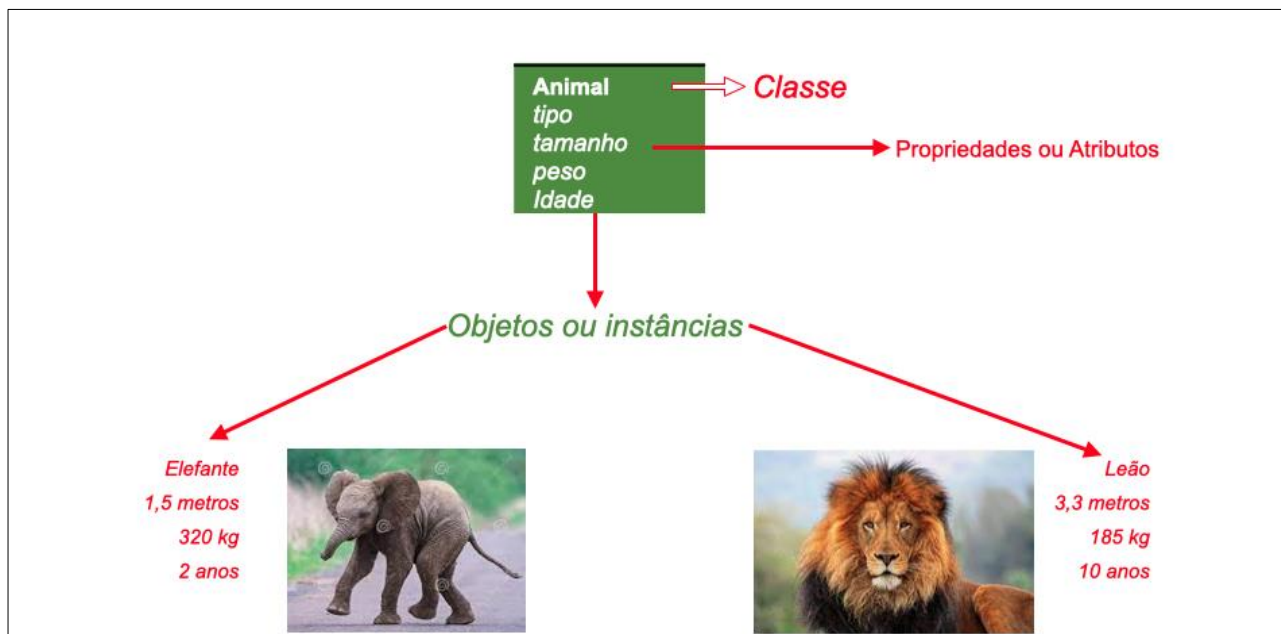 Animal
Classe
tipo
tamanho
Propriedades ou Atributos
peso
Idade
Objetos ou instâncias
Elefante
1,5 metros
320 kg
2 anos
Leão
3,3 metros
185 kg
10 anos